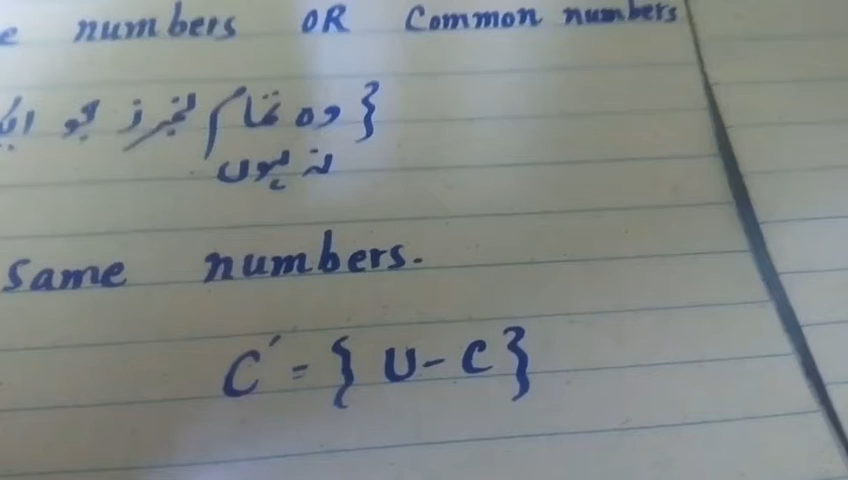 e numbers OR Common numbers
{ وہ تمام نمبرز جو
نہ ہوں
Same numbers.
C' = { U - C }